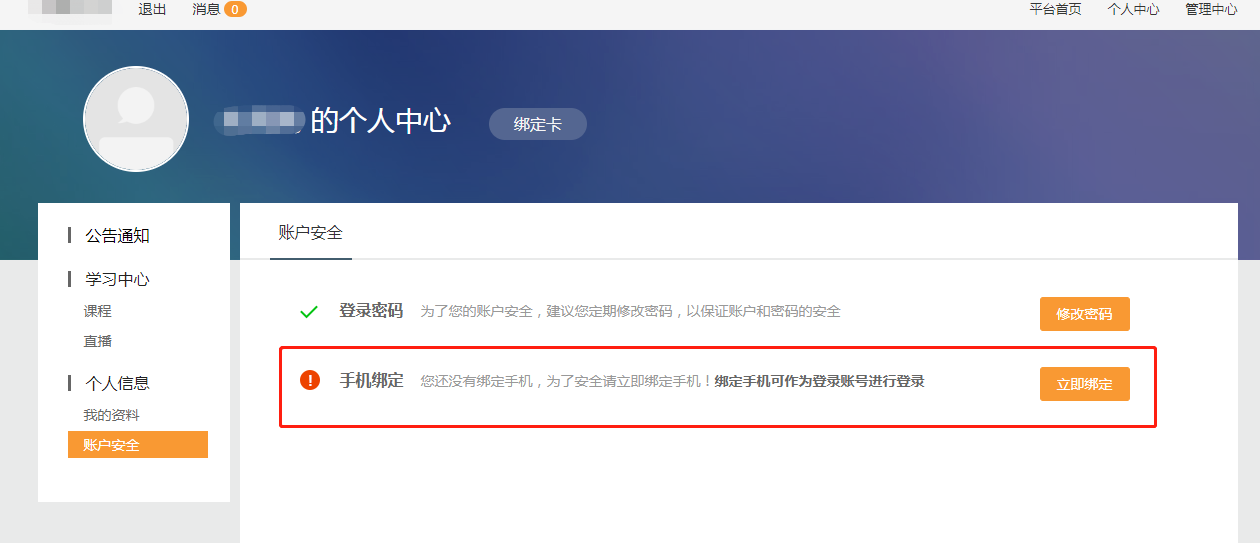 退出 消息 0 平台首页 个人中心 管理中心
的个人中心 绑定卡
公告通知
学习中心
课程
直播
个人信息
我的资料
账户安全
账户安全
登录密码 为了您的账户安全，建议您定期修改密码，以保证账户和密码的安全 修改密码
手机绑定 您还没有绑定手机，为了安全请立即绑定手机！绑定手机可作为登录账号进行登录 立即绑定